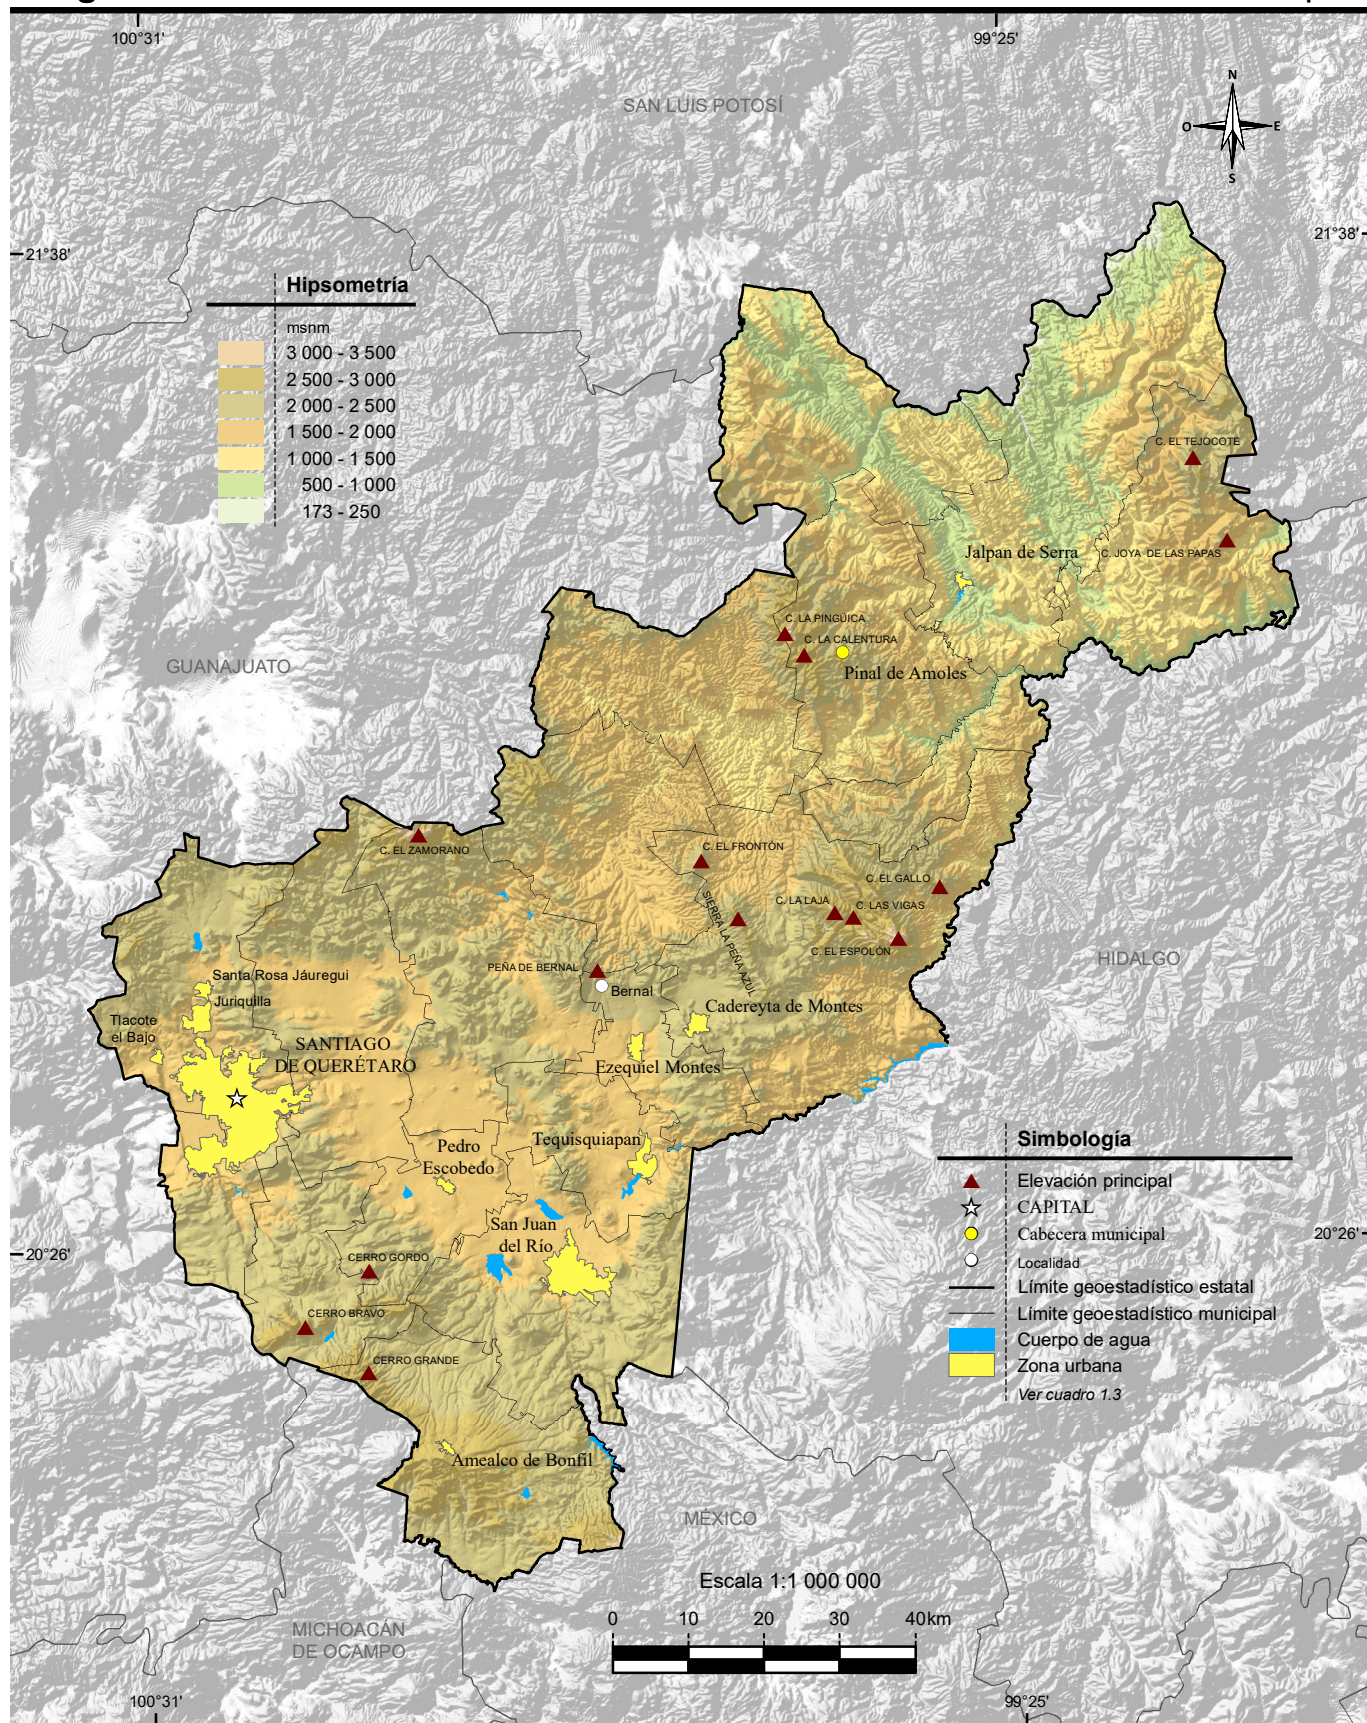 100°31'
99°25'
SAN LUIS POTOSÍ
N
O
E
S
21°38'
21°38'
Hipsometría
msnm
3 000 - 3 500
2 500 - 3 000
2 000 - 2 500
1 500 - 2 000
1 000 - 1 500
500 - 1 000
173 - 250
C. EL TEJOCOTE
Jalpan de Serra
C. JOYA DE LAS PAPAS
C. LA PINGÜICA
C. LA CALENTURA
GUANAJUATO
Pinal de Amoles
C. EL ZAMORANO
C. EL FRONTÓN
C. EL GALLO
C. LA LAJA
C. LAS VIGAS
SIERRA LA PEÑA AZUL
C. EL ESPOLÓN
HIDALGO
PEÑA DE BERNAL
Santa Rosa Jáuregui
Bernal
Juriquilla
Cadereyta de Montes
Tlacote
el Bajo
SANTIAGO
DE QUERÉTARO
Ezequiel Montes
Pedro
Escobedo
Tequisquiapan
Simbología
Elevación principal
CAPITAL
Cabecera municipal
Localidad
Límite geoestadístico estatal
Límite geoestadístico municipal
Cuerpo de agua
Zona urbana
Ver cuadro 1.3
San Juan
del Río
20°26'
20°26'
CERRO GORDO
CERRO BRAVO
CERRO GRANDE
Amealco de Bonfil
MÉXICO
Escala 1:1 000 000
0 10 20 30 40km
MICHOACÁN
DE OCAMPO
100°31'
99°25'